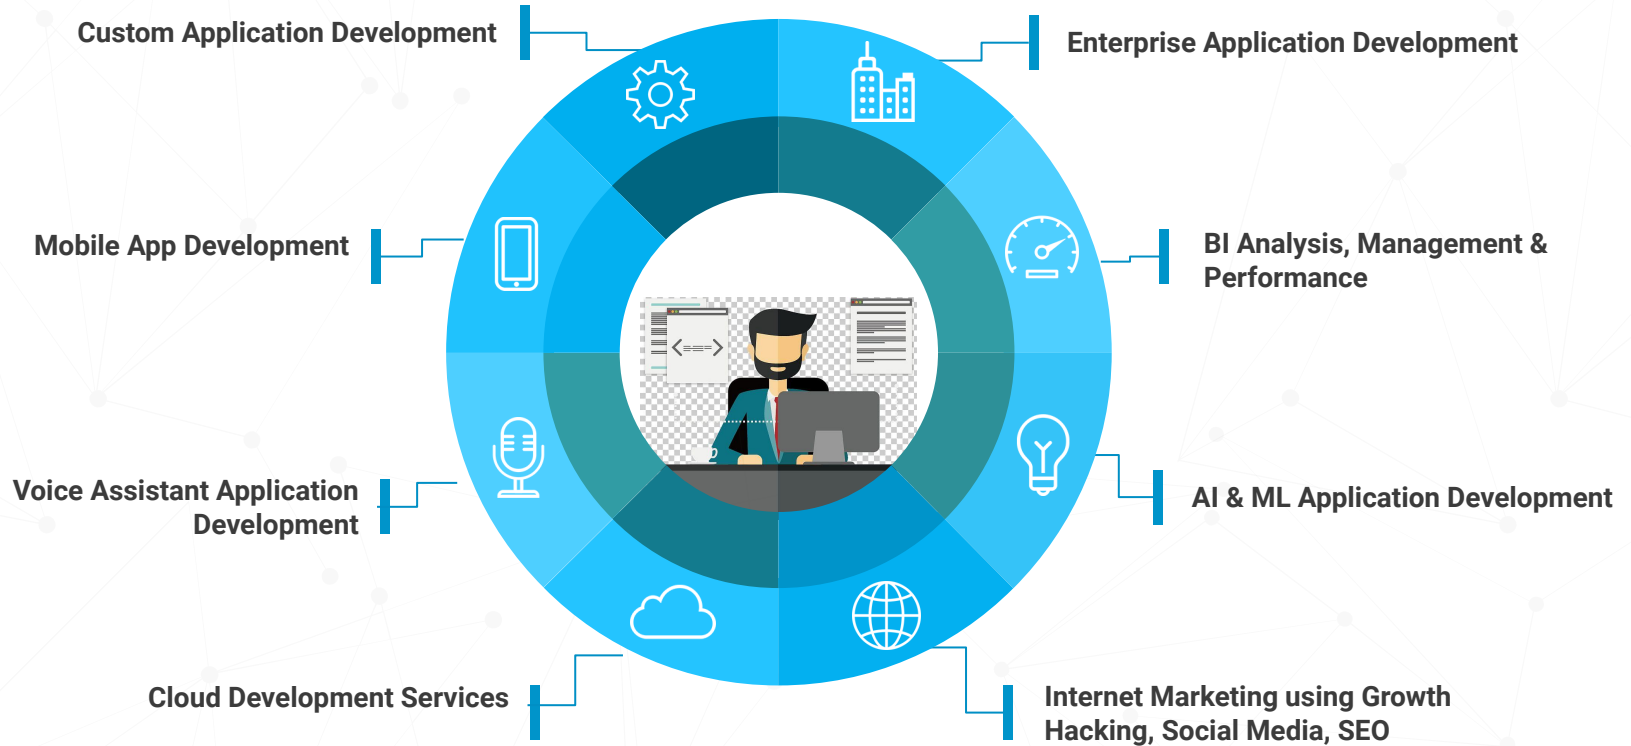 Custom Application Development
Enterprise Application Development
Mobile App Development
BI Analysis, Management &
Performance
Voice Assistant Application
Development
AI & ML Application Development
Cloud Development Services
Internet Marketing using Growth
Hacking, Social Media, SEO